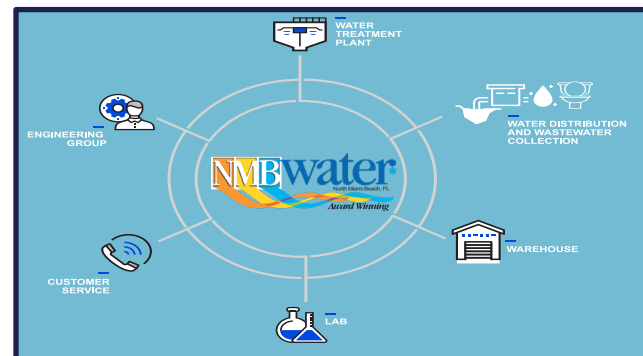 WATER
TREATMENT
PLANT
ENGINEERING
GROUP
WATER DISTRIBUTION
AND WASTEWATER
COLLECTION
NMBwater
North Miami Beach, FL
Award Winning
CUSTOMER
SERVICE
WAREHOUSE
LAB